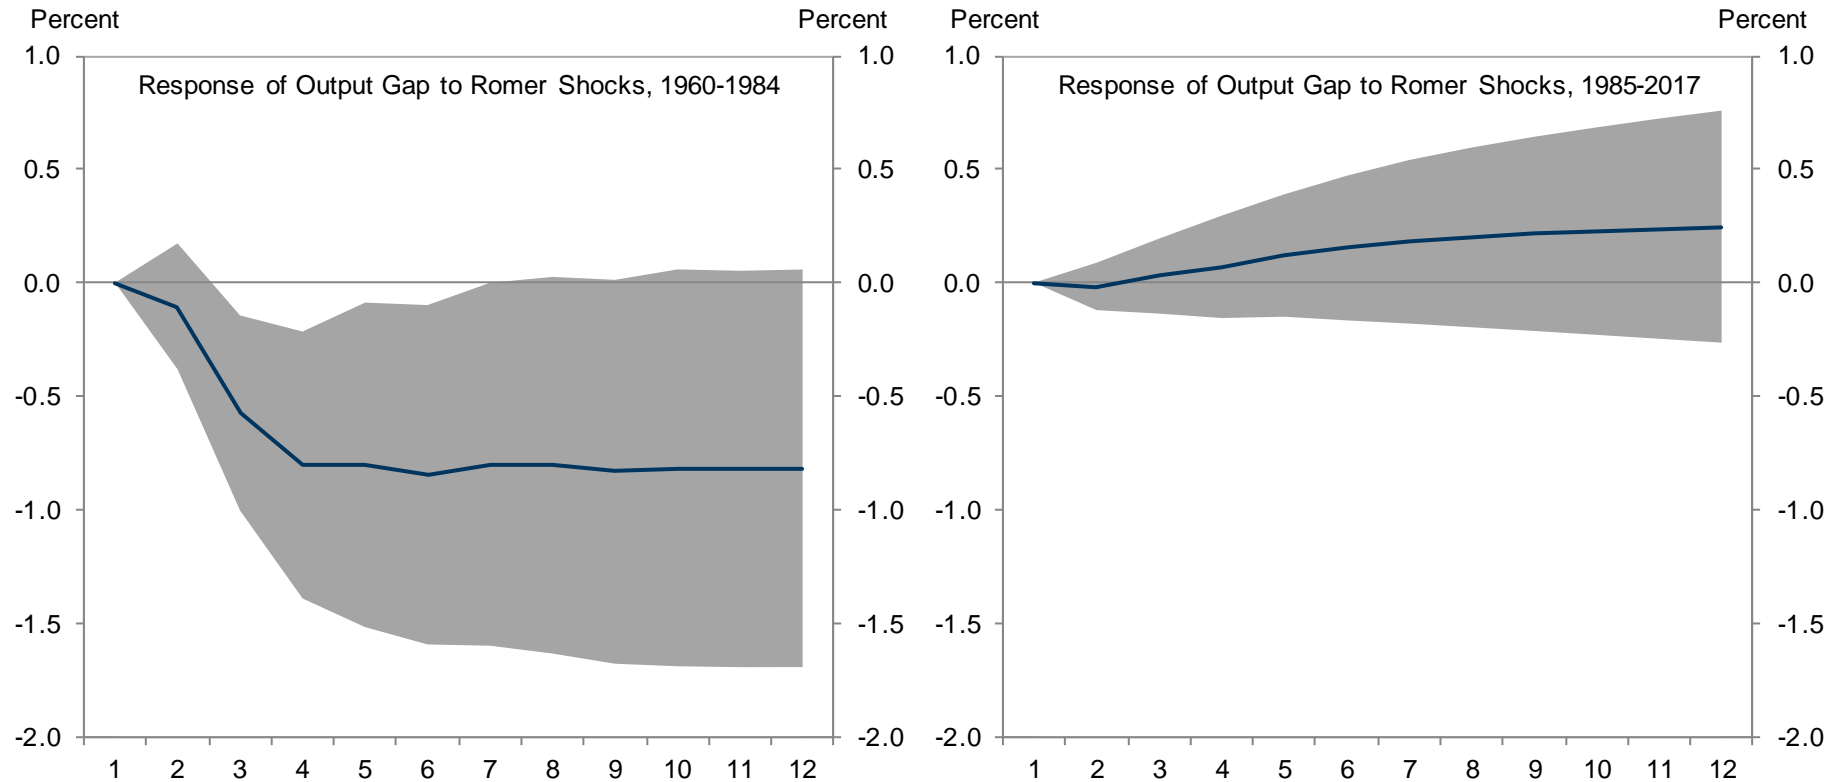 Percent Percent
Response of Output Gap to Romer Shocks, 1960-1984
1.0 1.0
0.5 0.5
0.0 0.0
-0.5 -0.5
-1.0 -1.0
-1.5 -1.5
-2.0 -2.0
1 2 3 4 5 6 7 8 9 10 11 12
Percent Percent
Response of Output Gap to Romer Shocks, 1985-2017
1.0 1.0
0.5 0.5
0.0 0.0
-0.5 -0.5
-1.0 -1.0
-1.5 -1.5
-2.0 -2.0
1 2 3 4 5 6 7 8 9 10 11 12